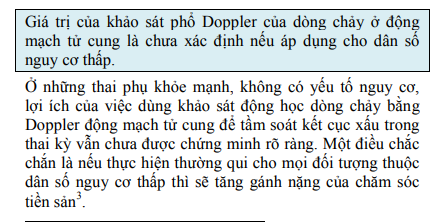 Giá trị của khảo sát phổ Doppler của dòng chảy ở động
mạch tử cung là chưa xác định nếu áp dụng cho dân số
nguy cơ thấp.
Ở những thai phụ khỏe mạnh, không có yếu tố nguy cơ,
lợi ích của việc dùng khảo sát động học dòng chảy bằng
Doppler động mạch tử cung để tầm soát kết cục xấu trong
thai kỳ vẫn chưa được chứng minh rõ ràng. Một điều chắc
chắn là nếu thực hiện thường qui cho mọi đối tượng thuộc
dân số nguy cơ thấp thì sẽ tăng gánh nặng của chăm sóc
tiền sản³.